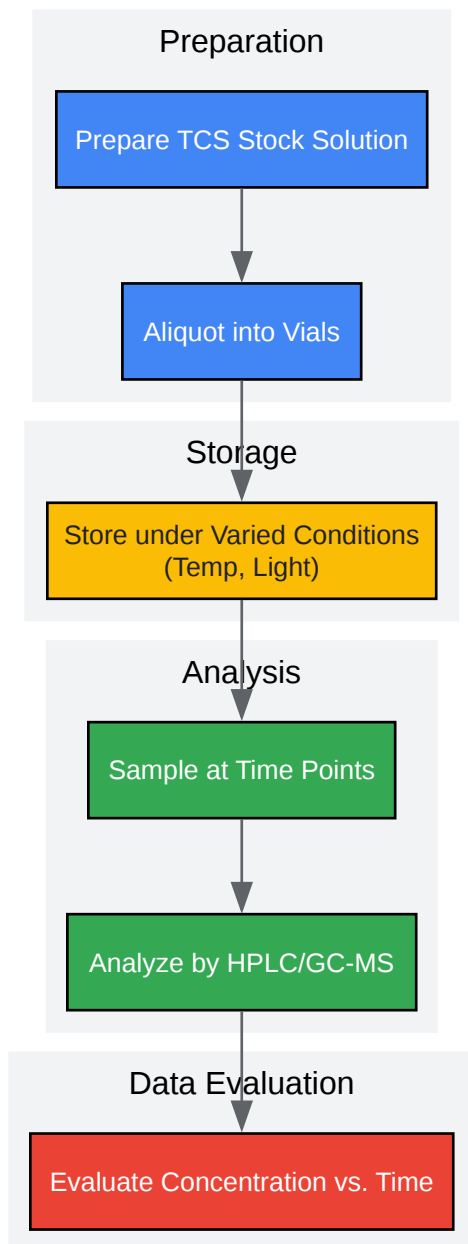 Preparation
Prepare TCS Stock Solution
Aliquot into Vials
Storage
Store under Varied Conditions
(Temp, Light)
Analysis
Sample at Time Points
Analyze by HPLC/GC-MS
Data Evaluation
Evaluate Concentration vs. Time